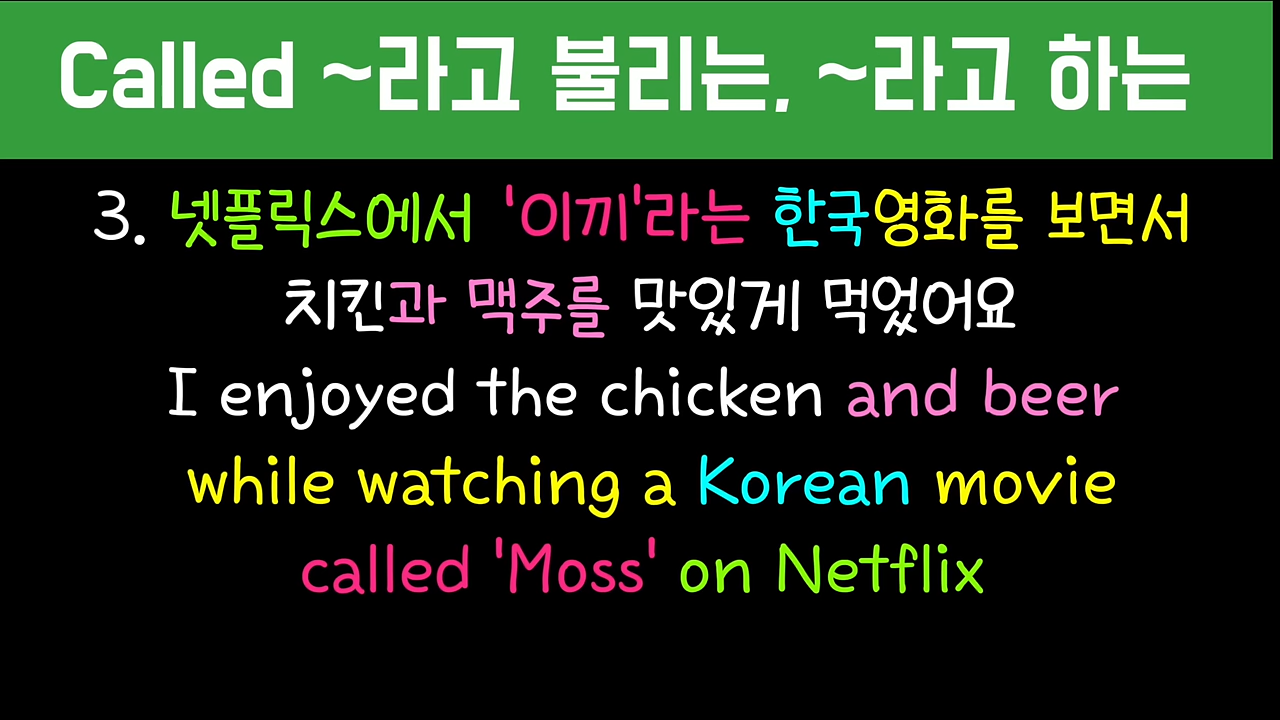 Called ~라고 불리는, ~라고 하는
3. 넷플릭스에서 '이끼'라는 한국영화를 보면서
치킨과 맥주를 맛있게 먹었어요
I enjoyed the chicken and beer
while watching a Korean movie
called 'Moss' on Netflix